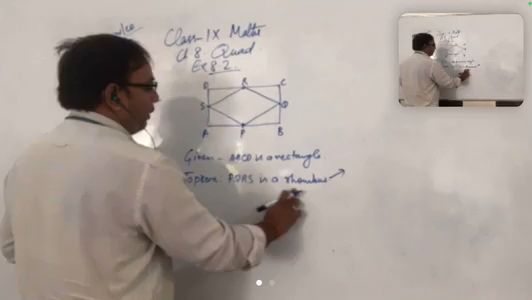 Class-IX Maths
Ch 8. Quad
Ex 8.2.
D R C
S Q
A P B
Given - ABCD is a rectangle.
To prove: PQRS is a rhombus